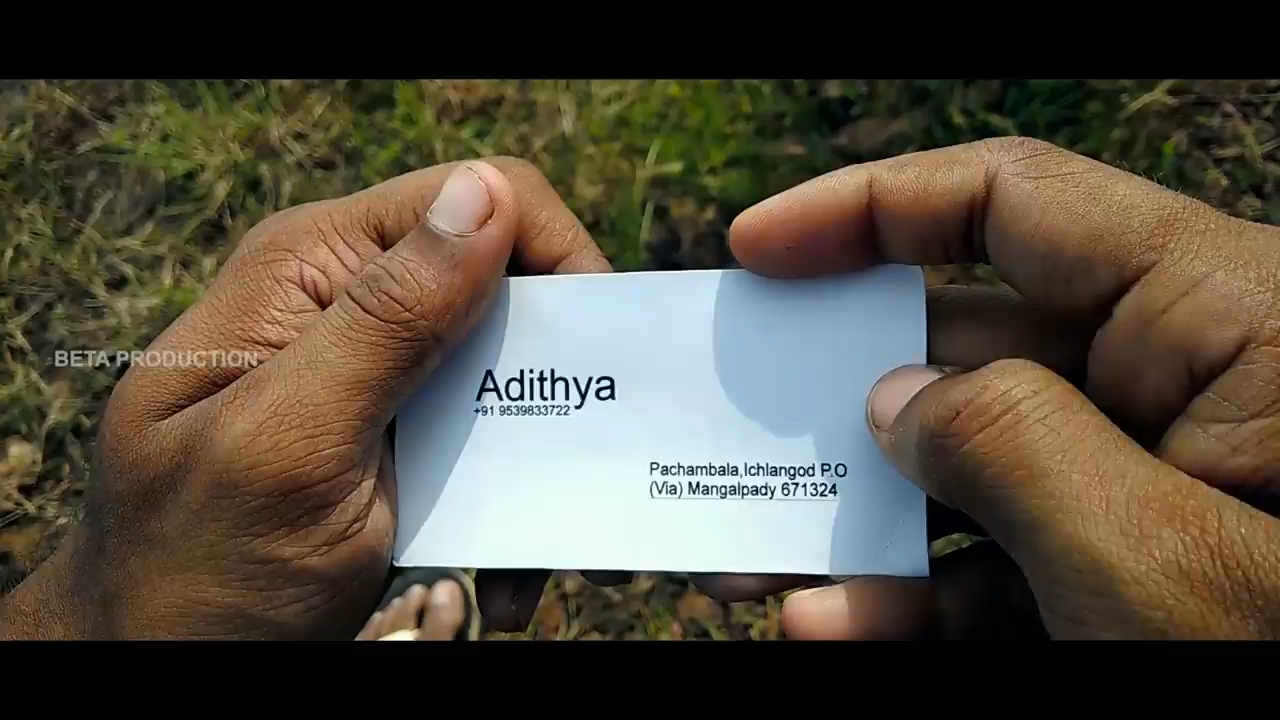 BETA PRODUCTION
Adithya
+91 9539833722
Pachambala,Ichlangod P.O
(Via) Mangalpady 671324